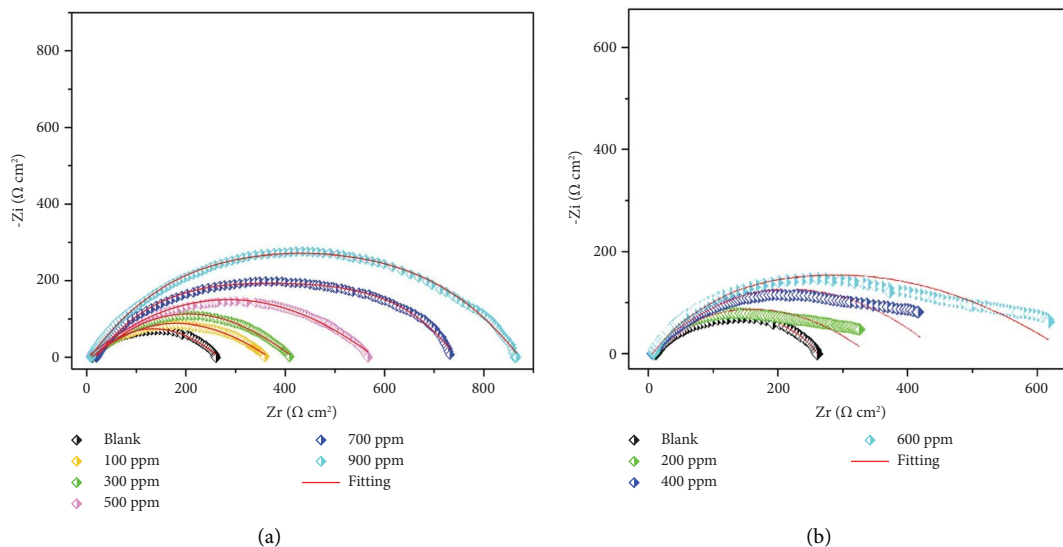 800
600
400
200
0
-Zi (Ω cm²)
0 200 400 600 800
Zr (Ω cm²)
Blank
100 ppm
300 ppm
500 ppm
700 ppm
900 ppm
Fitting
(a)
600
400
200
0
-Zi (Ω cm²)
0 200 400 600
Zr (Ω cm²)
Blank
200 ppm
400 ppm
600 ppm
Fitting
(b)